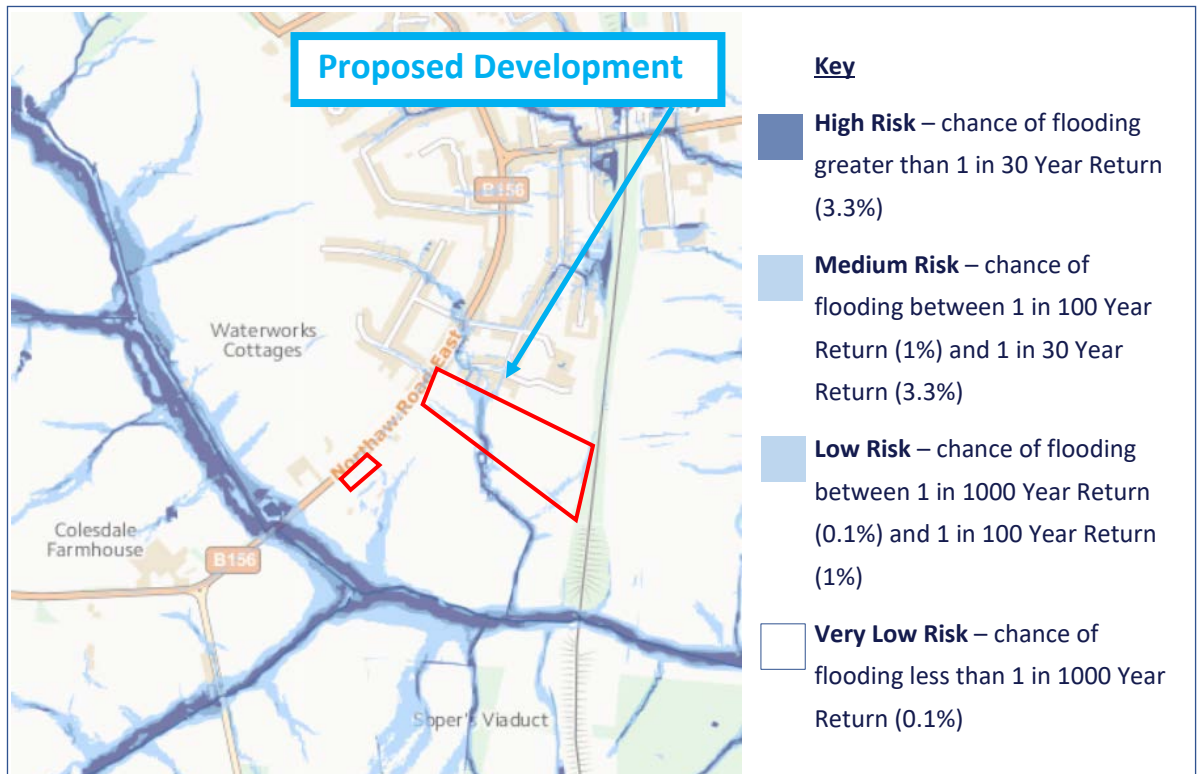 Proposed Development
B156
Waterworks
Cottages
Northaw Road East
Colesdale
Farmhouse
B156
Soper's Viaduct
Key
High Risk – chance of flooding
greater than 1 in 30 Year Return
(3.3%)
Medium Risk – chance of
flooding between 1 in 100 Year
Return (1%) and 1 in 30 Year
Return (3.3%)
Low Risk – chance of flooding
between 1 in 1000 Year Return
(0.1%) and 1 in 100 Year Return
(1%)
Very Low Risk – chance of
flooding less than 1 in 1000 Year
Return (0.1%)